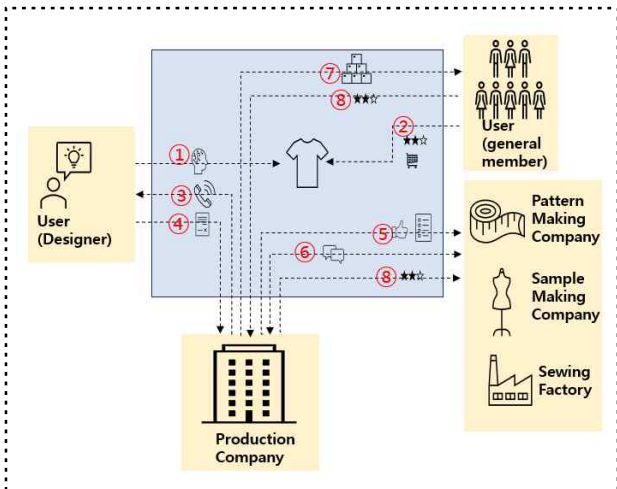 ⑦
⑧
②
User
(general
member)
①
③
④
User
(Designer)
⑤
⑥
⑧
Pattern
Making
Company
Sample
Making
Company
Sewing
Factory
Production
Company